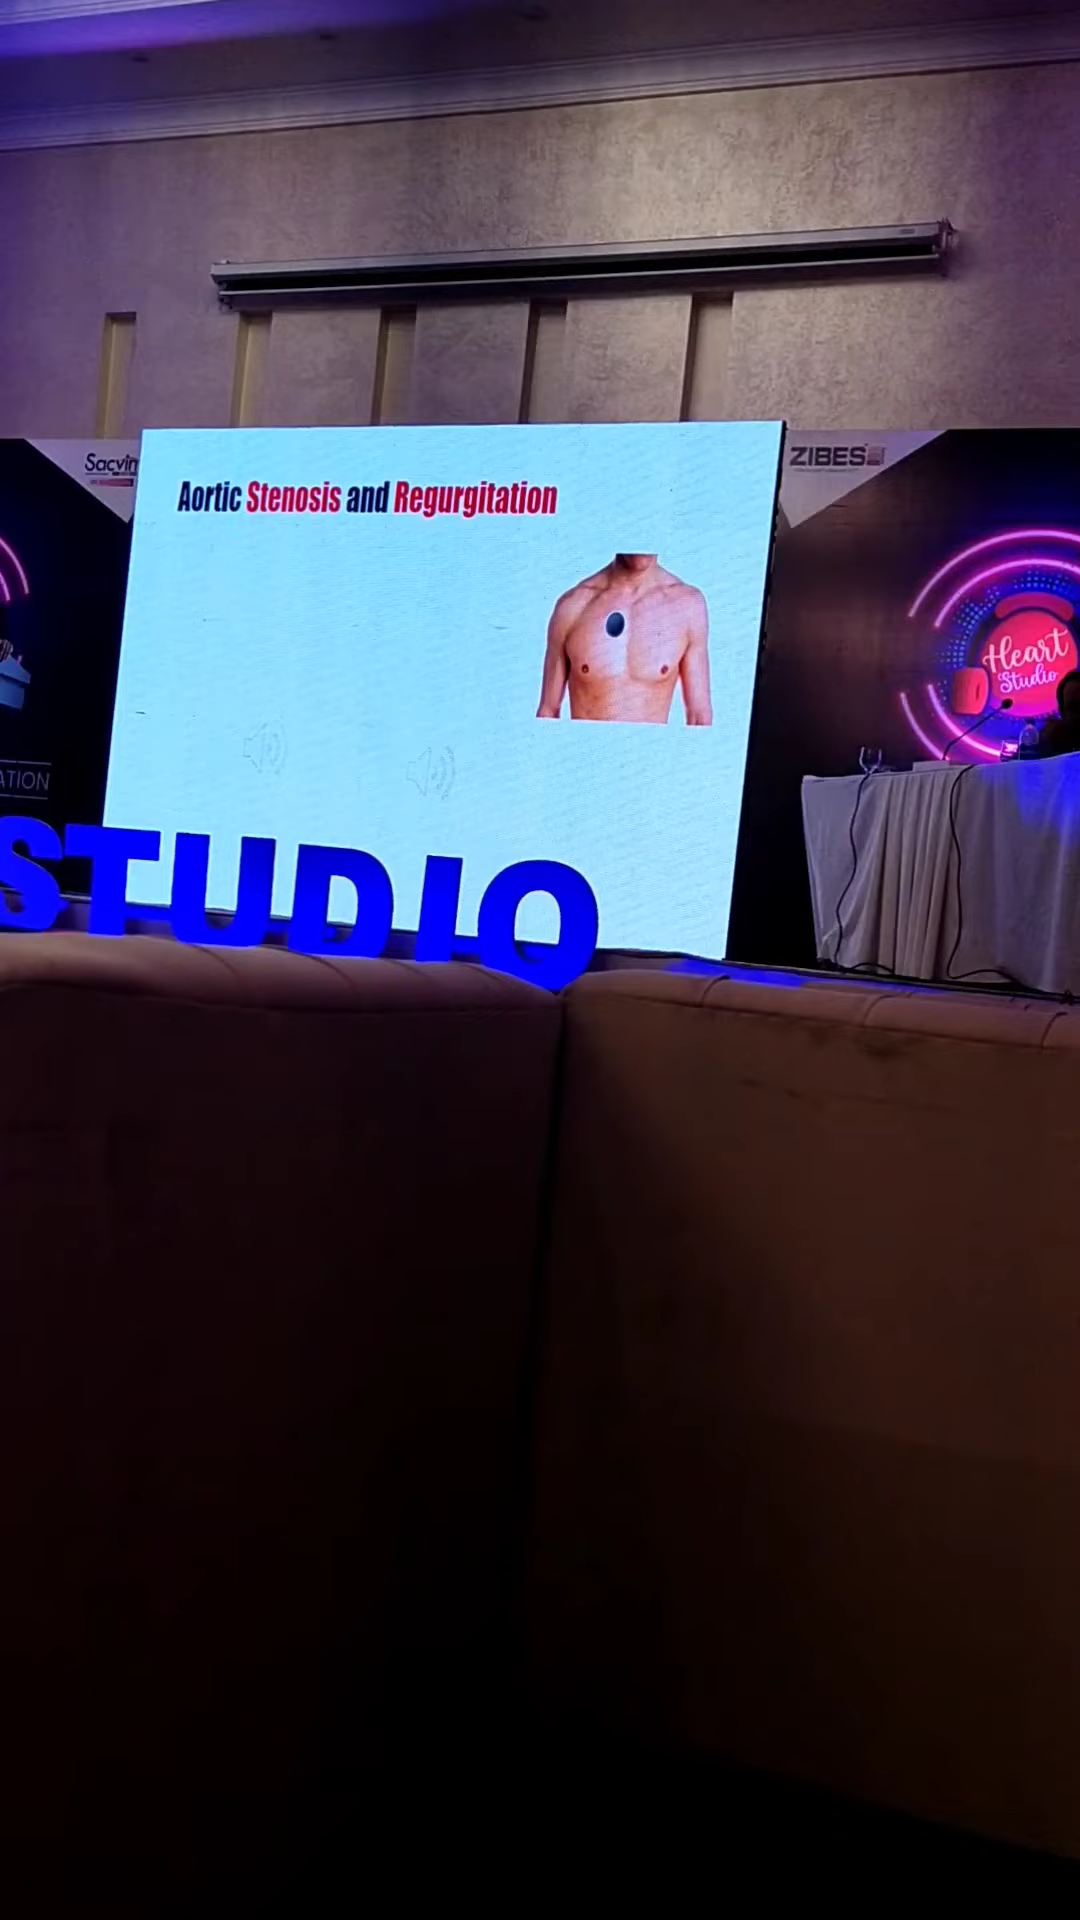 Sacvin
ZIBES
Aortic Stenosis and Regurgitation
Heart
Studio
ATION
STUDIO